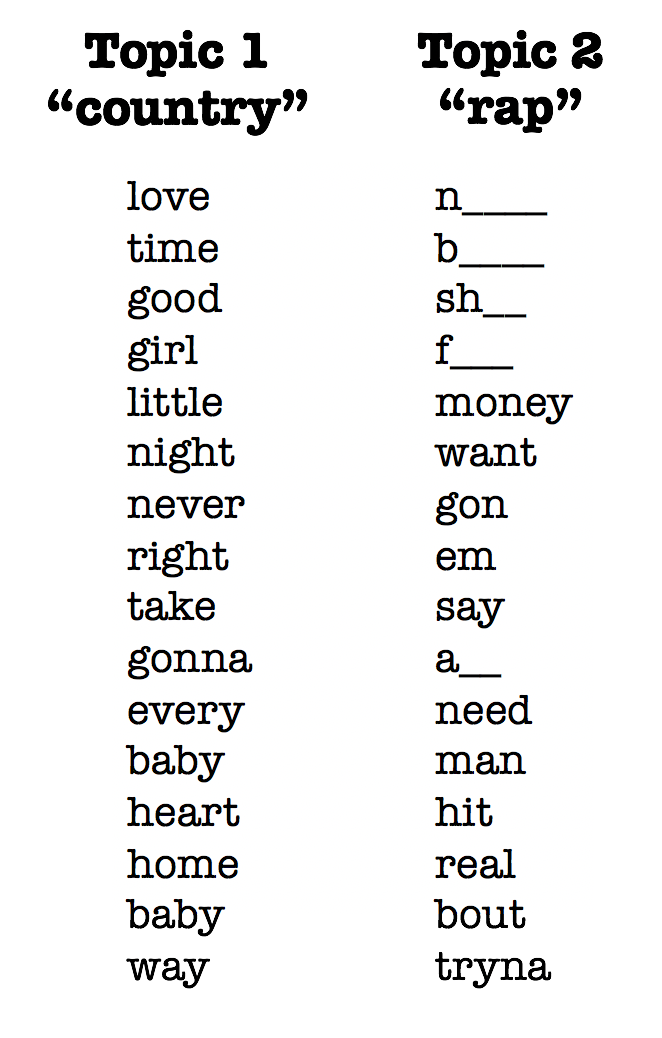 Topic 1
“country”
love
time
good
girl
little
night
never
right
take
gonna
every
baby
heart
home
baby
way
Topic 2
“rap”
n____
b____
sh__
f___
money
want
gon
em
say
a__
need
man
hit
real
bout
tryna